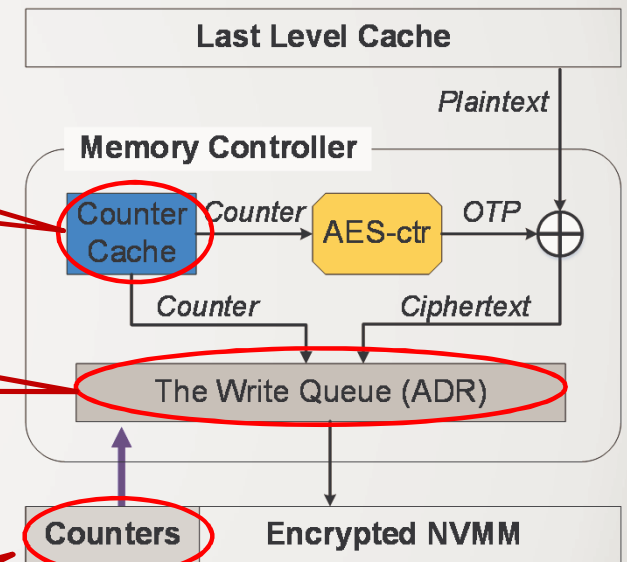 Last Level Cache
Plaintext
Memory Controller
Counter
Cache
Counter
AES-ctr
OTP
Counter
Ciphertext
The Write Queue (ADR)
Counters
Encrypted NVMM